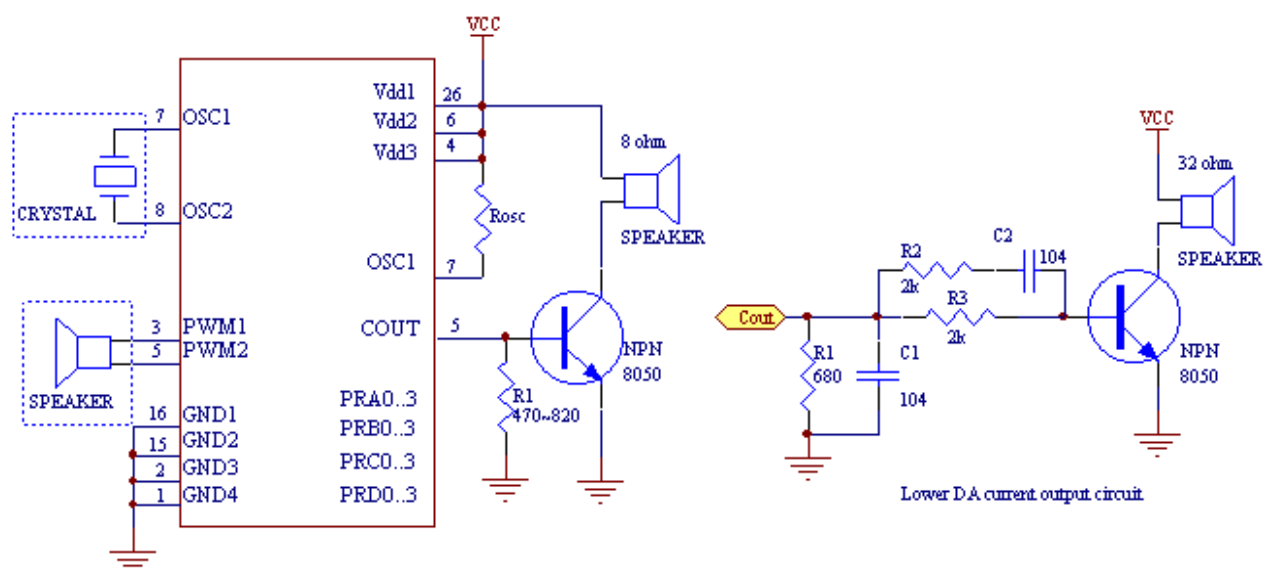 VCC
Vdd1 26
7 OSC1
Vdd2 6
Vdd3 4
8 ohm
VCC
32 ohm
CRYSTAL
8 OSC2
Rosc
SPEAKER
C2
104
R2
2k
SPEAKER
OSC1 7
R3
2k
Cout
3 PWM1
5 PWM2
COUT 5
NPN
8050
R1
680
C1
104
NPN
8050
SPEAKER
R1
470~820
PRA0..3
16 GND1
PRB0..3
15 GND2
PRC0..3
2 GND3
PRD0..3
1 GND4
Lower DA current output circuit